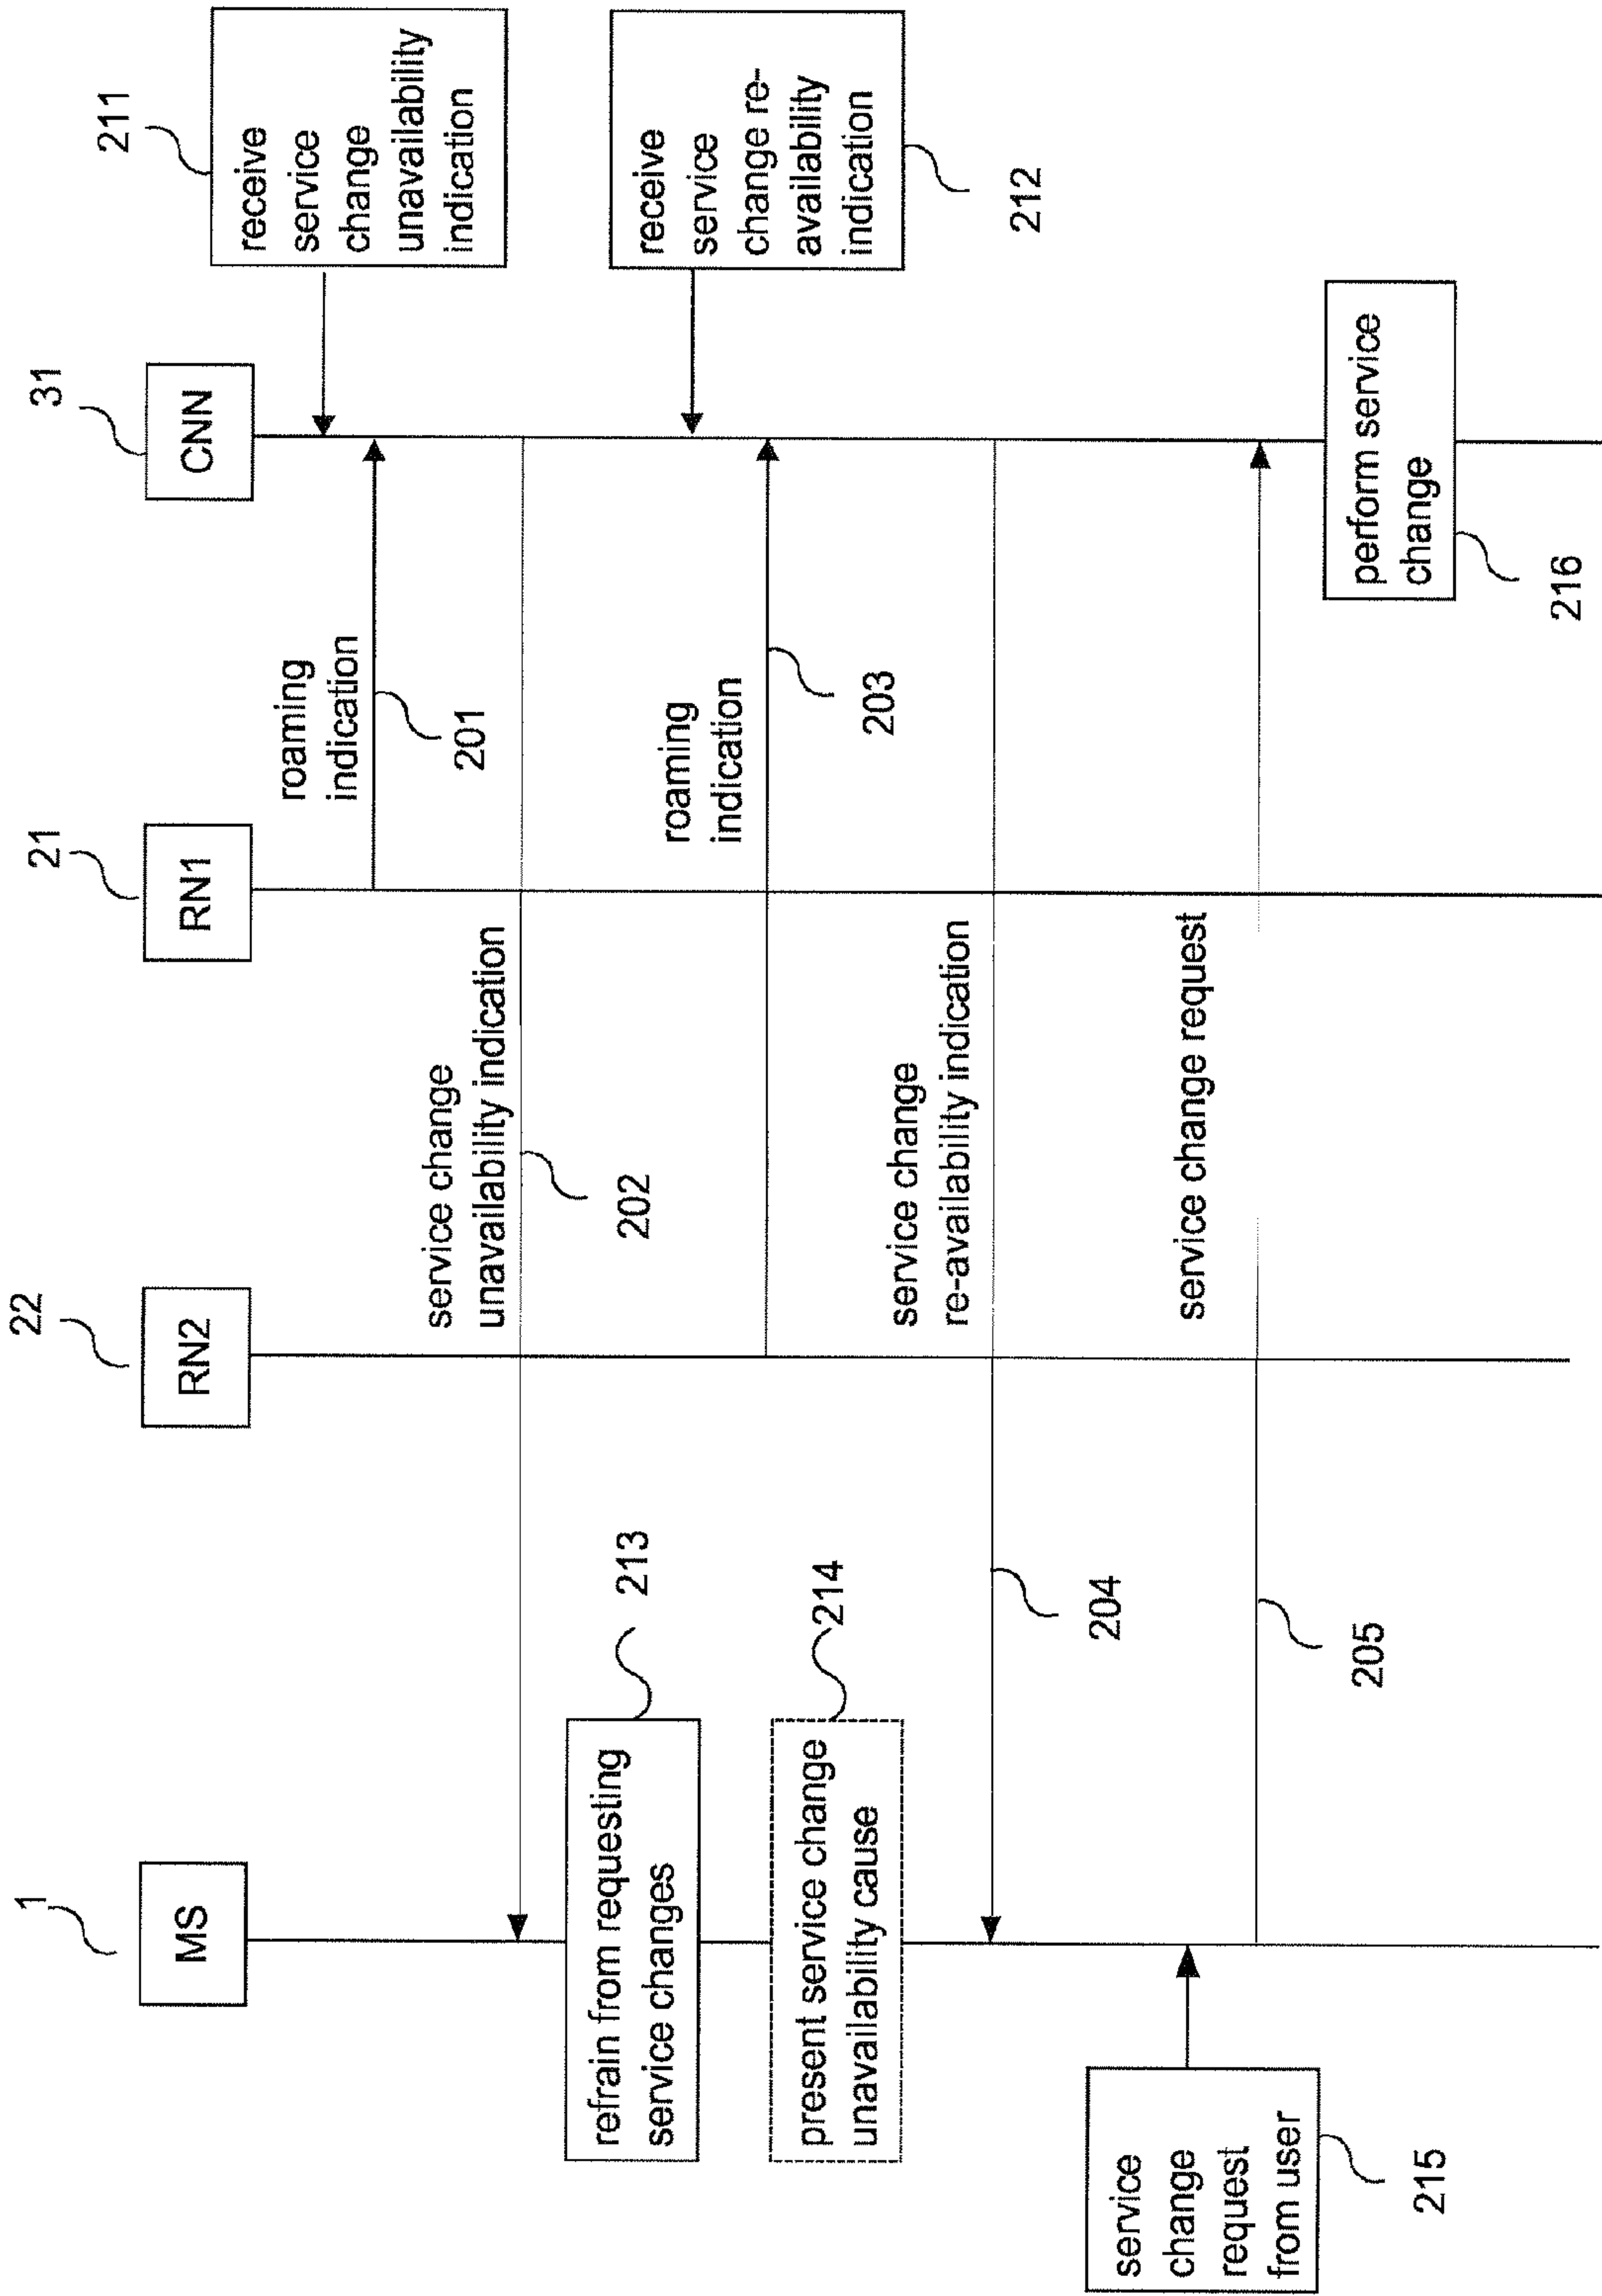 1
MS
22
RN2
21
RN1
31
CNN
211
receive
service
change
unavailability
indication
roaming
indication
201
service change
unavailability indication
202
refrain from requesting
service changes
213
receive
service
change re-
availability
indication
212
roaming
indication
203
present service change
unavailability cause
214
service change
re-availability indication
204
service
change
request
from user
215
service change request
205
perform service
change
216